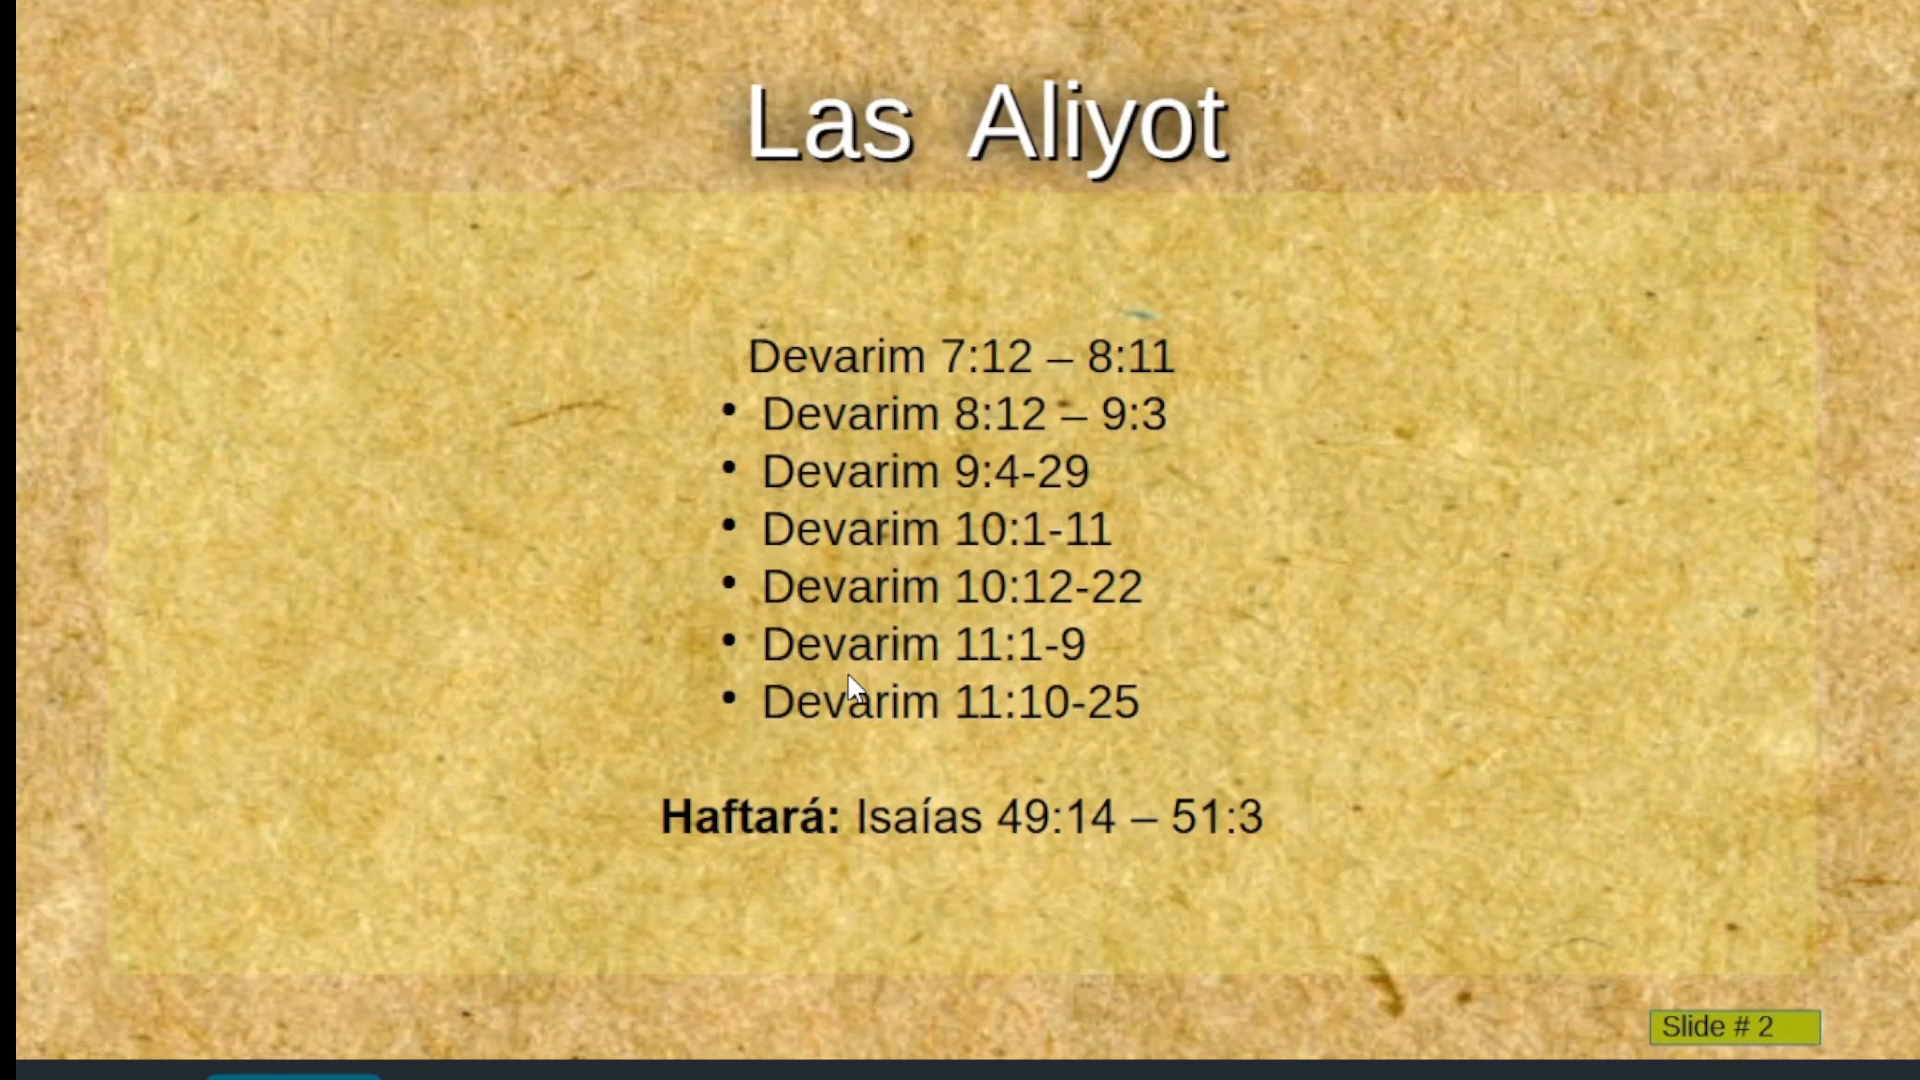 Las Aliyot
Devarim 7:12 – 8:11
• Devarim 8:12 – 9:3
• Devarim 9:4-29
• Devarim 10:1-11
• Devarim 10:12-22
• Devarim 11:1-9
• Devarim 11:10-25
Haftará: Isaías 49:14 – 51:3
Slide # 2